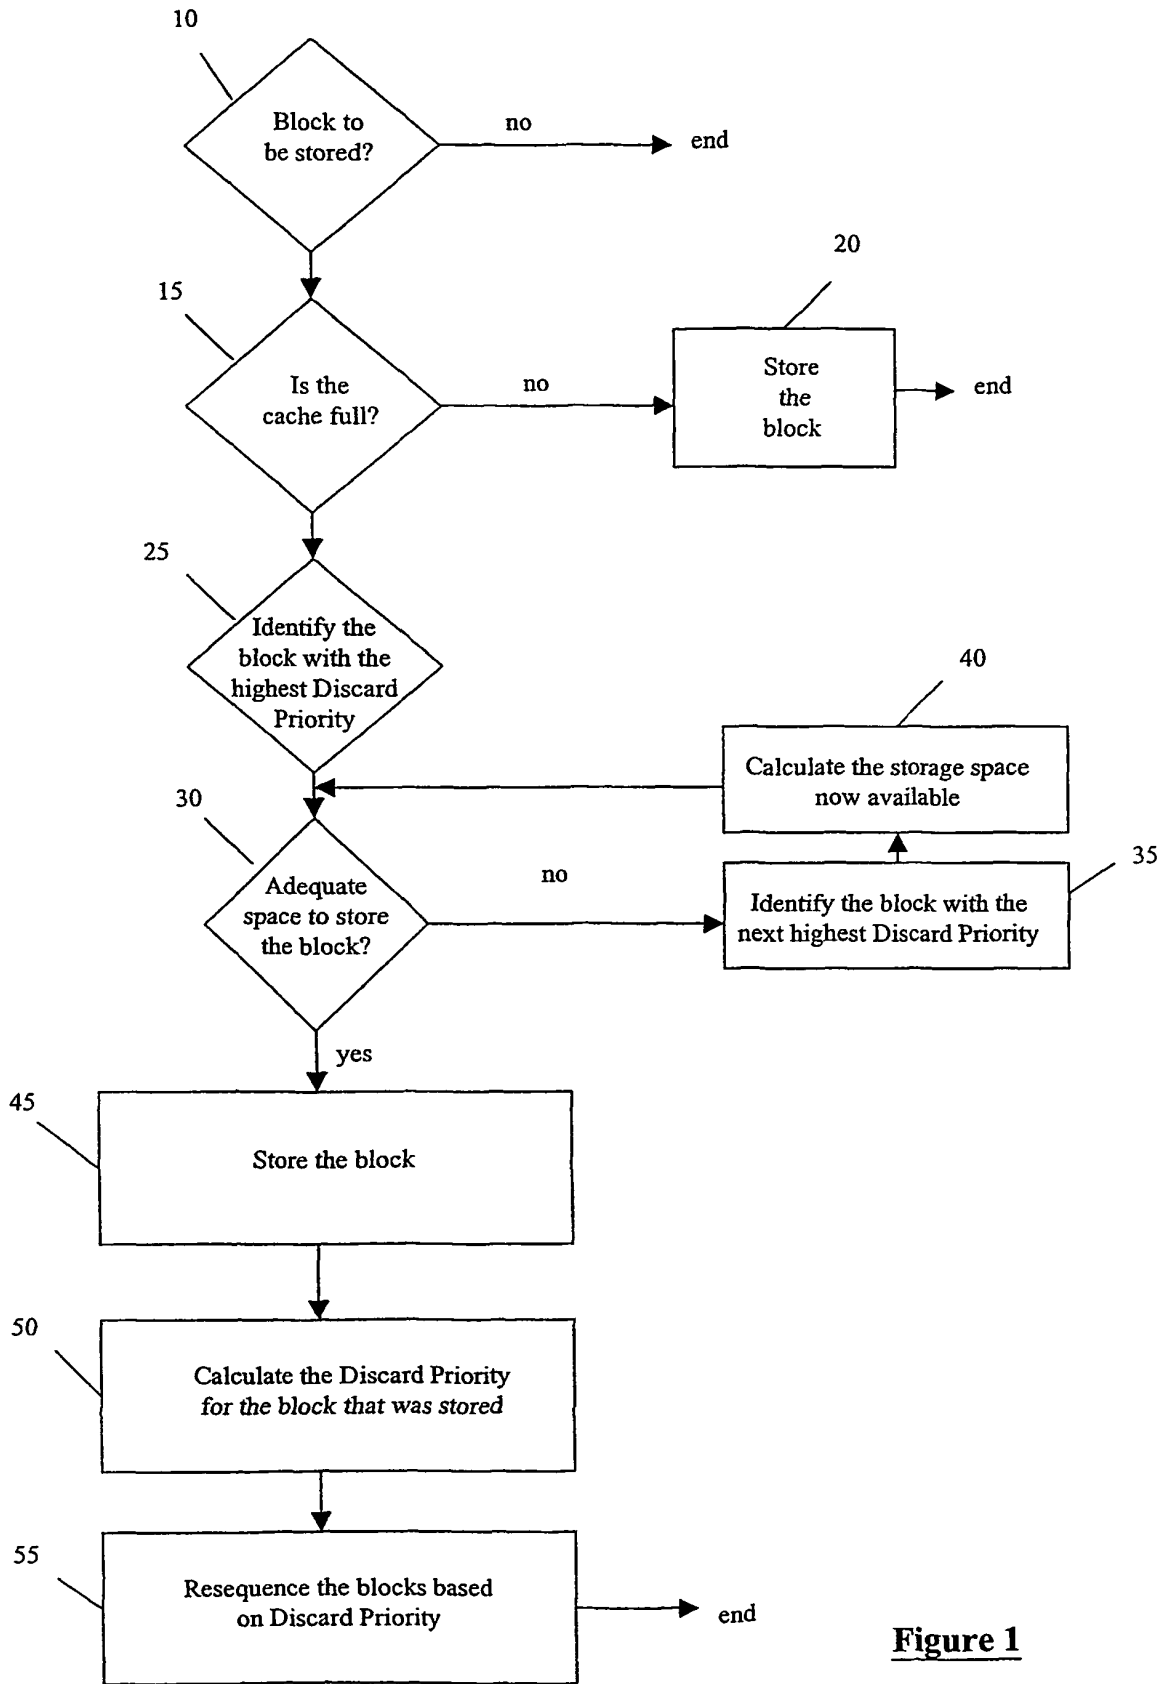 10
Block to
be stored?
no
end
20
15
Is the
cache full?
no
Store
the
block
end
25
Identify the
block with the
highest Discard
Priority
40
Calculate the storage space
now available
30
Adequate
space to store
the block?
no
35
Identify the block with the
next highest Discard Priority
yes
45
Store the block
50
Calculate the Discard Priority
for the block that was stored
55
Resequence the blocks based
on Discard Priority
end
Figure 1